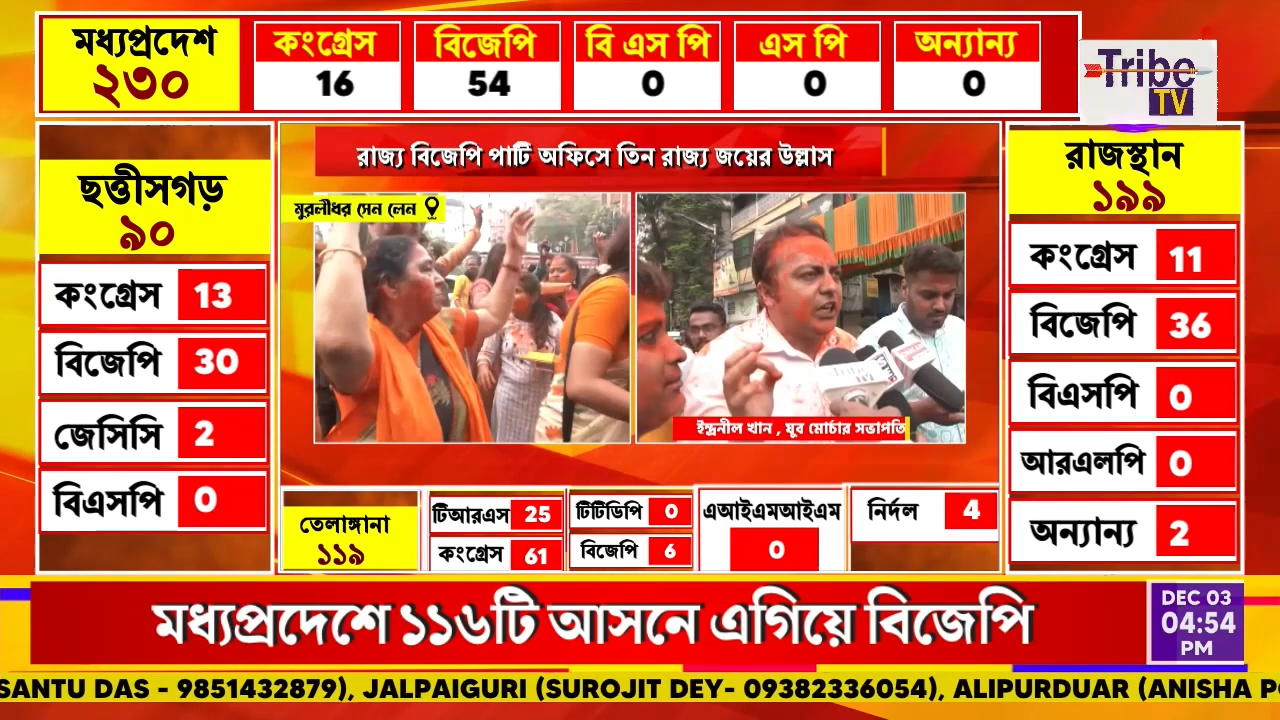 মধ্যপ্রদেশ
২৩০
কংগ্রেস
16
বিজেপি
54
বি এস পি
0
এস পি
0
অন্যান্য
0
Tribe
TV
ছত্তীসগড়
৯০
কংগ্রেস 13
বিজেপি 30
জেসিসি 2
বিএসপি 0
রাজ্য বিজেপি পার্টি অফিসে তিন রাজ্য জয়ের উল্লাস
মুরলীধর সেন লেন
Tribe
TV
ইন্দ্রনীল খান , যুব মোর্চার সভাপতি
রাজস্থান
১৯৯
কংগ্রেস 11
বিজেপি 36
বিএসপি 0
আরএলপি 0
অন্যান্য 2
তেলাঙ্গানা
১১৯
টিআরএস 25
কংগ্রেস 61
টিটিডিপি 0
বিজেপি 6
এআইএমআইএম
0
নির্দল 4
মধ্যপ্রদেশে ১১৬টি আসনে এগিয়ে বিজেপি
DEC 03
04:54
PM
SANTU DAS - 9851432879), JALPAIGURI (SUROJIT DEY- 09382336054), ALIPURDUAR (ANISHA